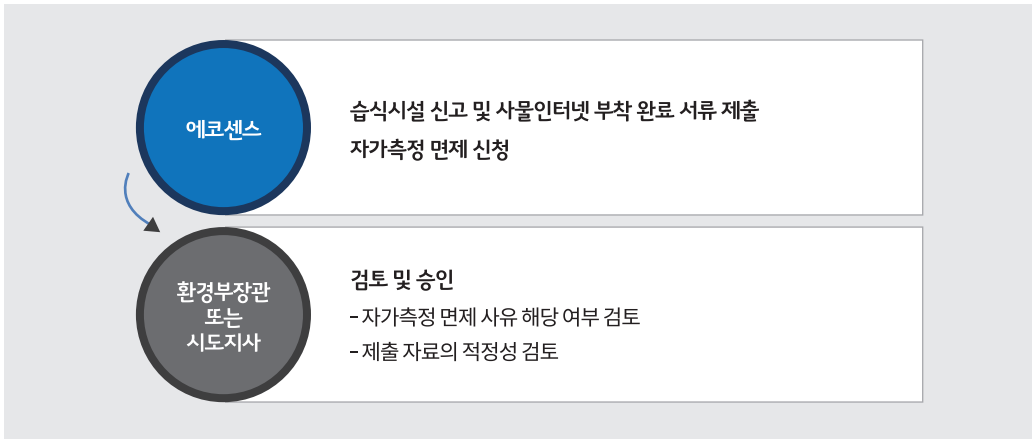 에코센스
습식시설 신고 및 사물인터넷 부착 완료 서류 제출
자가측정 면제 신청
환경부장관
또는
시도지사
검토 및 승인
- 자가측정 면제 사유 해당 여부 검토
- 제출 자료의 적정성 검토